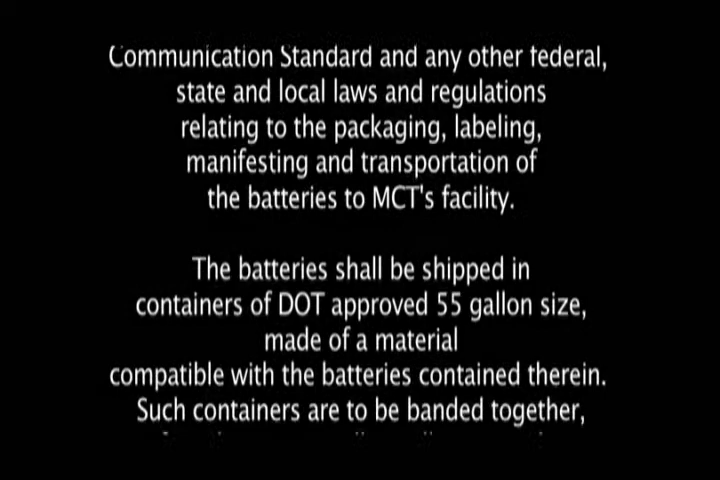 Communication Standard and any other federal,
state and local laws and regulations
relating to the packaging, labeling,
manifesting and transportation of
the batteries to MCT's facility.
The batteries shall be shipped in
containers of DOT approved 55 gallon size,
made of a material
compatible with the batteries contained therein.
Such containers are to be banded together,